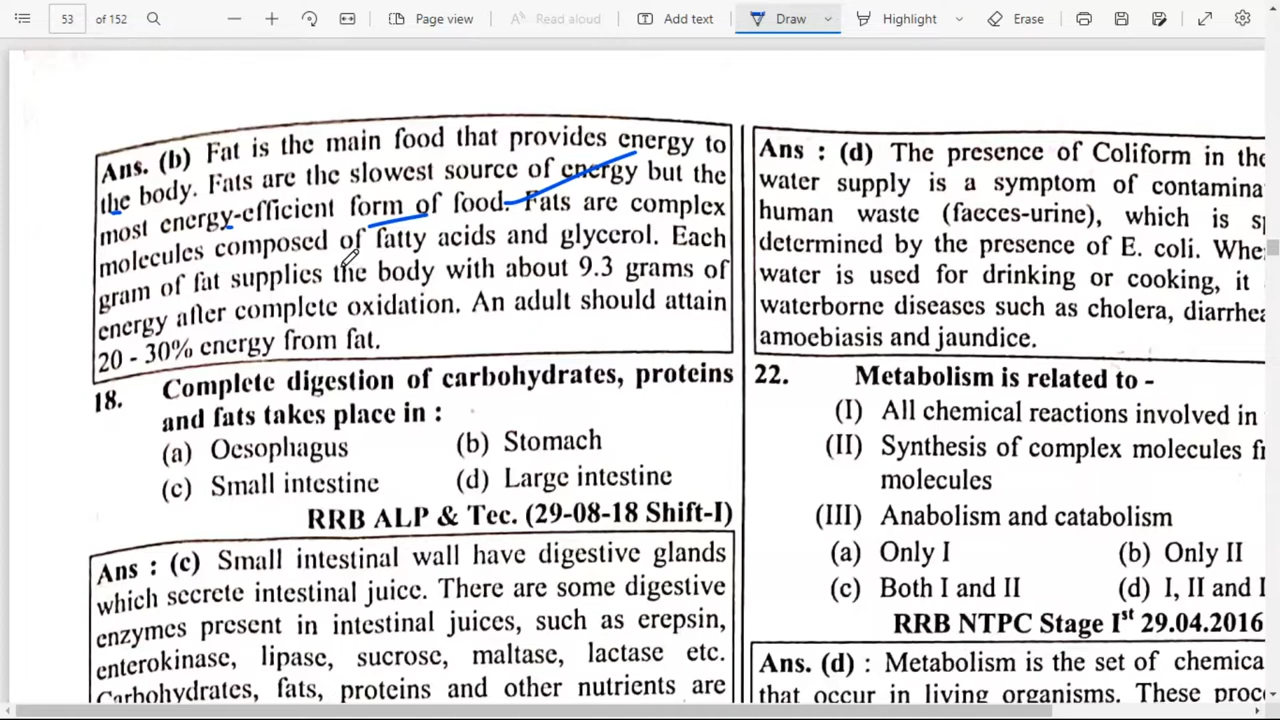 53 of 152
Page view
Read aloud
Add text
Draw
Highlight
Erase
Ans. (b) Fat is the main food that provides energy to
the body. Fats are the slowest source of energy but the
most energy-efficient form of food. Fats are complex
molecules composed of fatty acids and glycerol. Each
gram of fat supplies the body with about 9.3 grams of
energy after complete oxidation. An adult should attain
20 - 30% energy from fat.
18. Complete digestion of carbohydrates, proteins
and fats takes place in :
(a) Oesophagus (b) Stomach
(c) Small intestine (d) Large intestine
RRB ALP & Tec. (29-08-18 Shift-I)
Ans : (c) Small intestinal wall have digestive glands
which secrete intestinal juice. There are some digestive
enzymes present in intestinal juices, such as erepsin,
enterokinase, lipase, sucrose, maltase, lactase etc.
Carbohydrates, fats, proteins and other nutrients are
Ans : (d) The presence of Coliform in the
water supply is a symptom of contamina
human waste (faeces-urine), which is sp
determined by the presence of E. coli. Whe
water is used for drinking or cooking, it
waterborne diseases such as cholera, diarrhea
amoebiasis and jaundice.
22. Metabolism is related to -
(I) All chemical reactions involved in
(II) Synthesis of complex molecules fr
molecules
(III) Anabolism and catabolism
(a) Only I (b) Only II
(c) Both I and II (d) I, II and I
RRB NTPC Stage Ist 29.04.2016
Ans. (d) : Metabolism is the set of chemica
that occur in living organisms. These proc